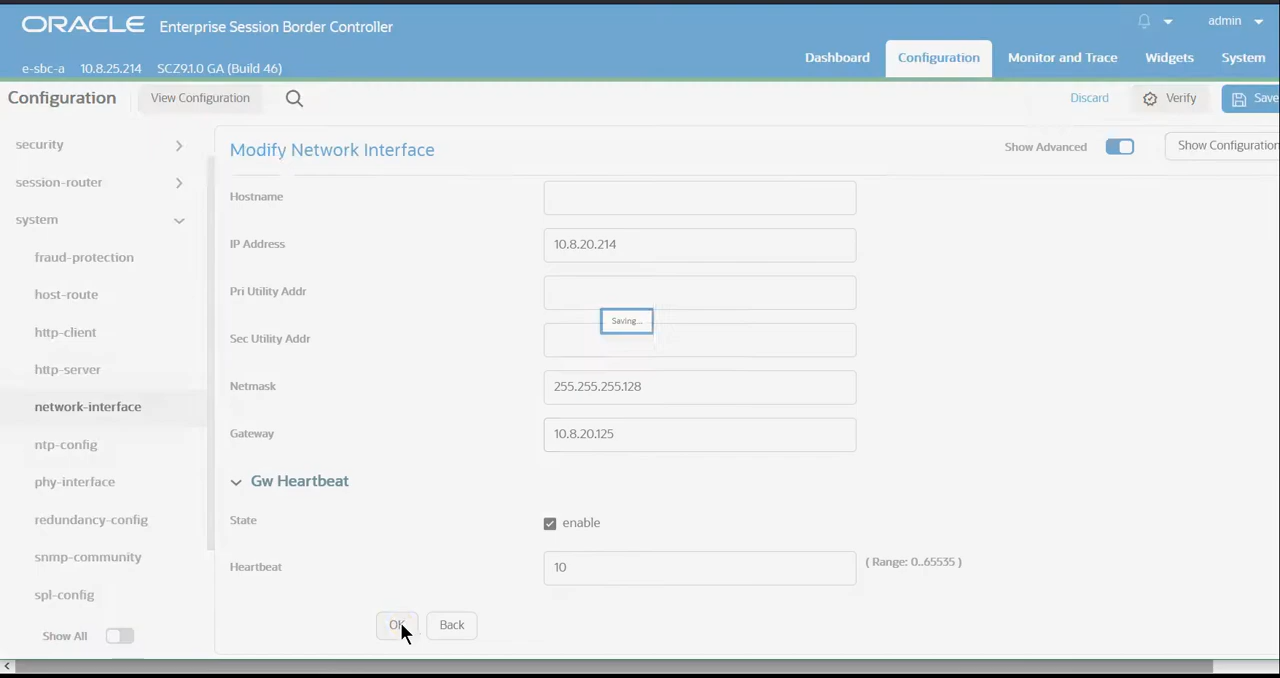 ORACLE Enterprise Session Border Controller
admin
e-sbc-a 10.8.25.214 SCZ9.1.0 GA (Build 46)
Dashboard Configuration Monitor and Trace Widgets System
Configuration View Configuration Discard Verify Save
security
session-router
system
fraud-protection
host-route
http-client
http-server
network-interface
ntp-config
phy-interface
redundancy-config
snmp-community
spl-config
Show All
Modify Network Interface Show Advanced Show Configuration
Hostname
IP Address 10.8.20.214
Pri Utility Addr
Saving...
Sec Utility Addr
Netmask 255.255.255.128
Gateway 10.8.20.125
Gw Heartbeat
State enable
Heartbeat 10 ( Range: 0..65535 )
OK Back